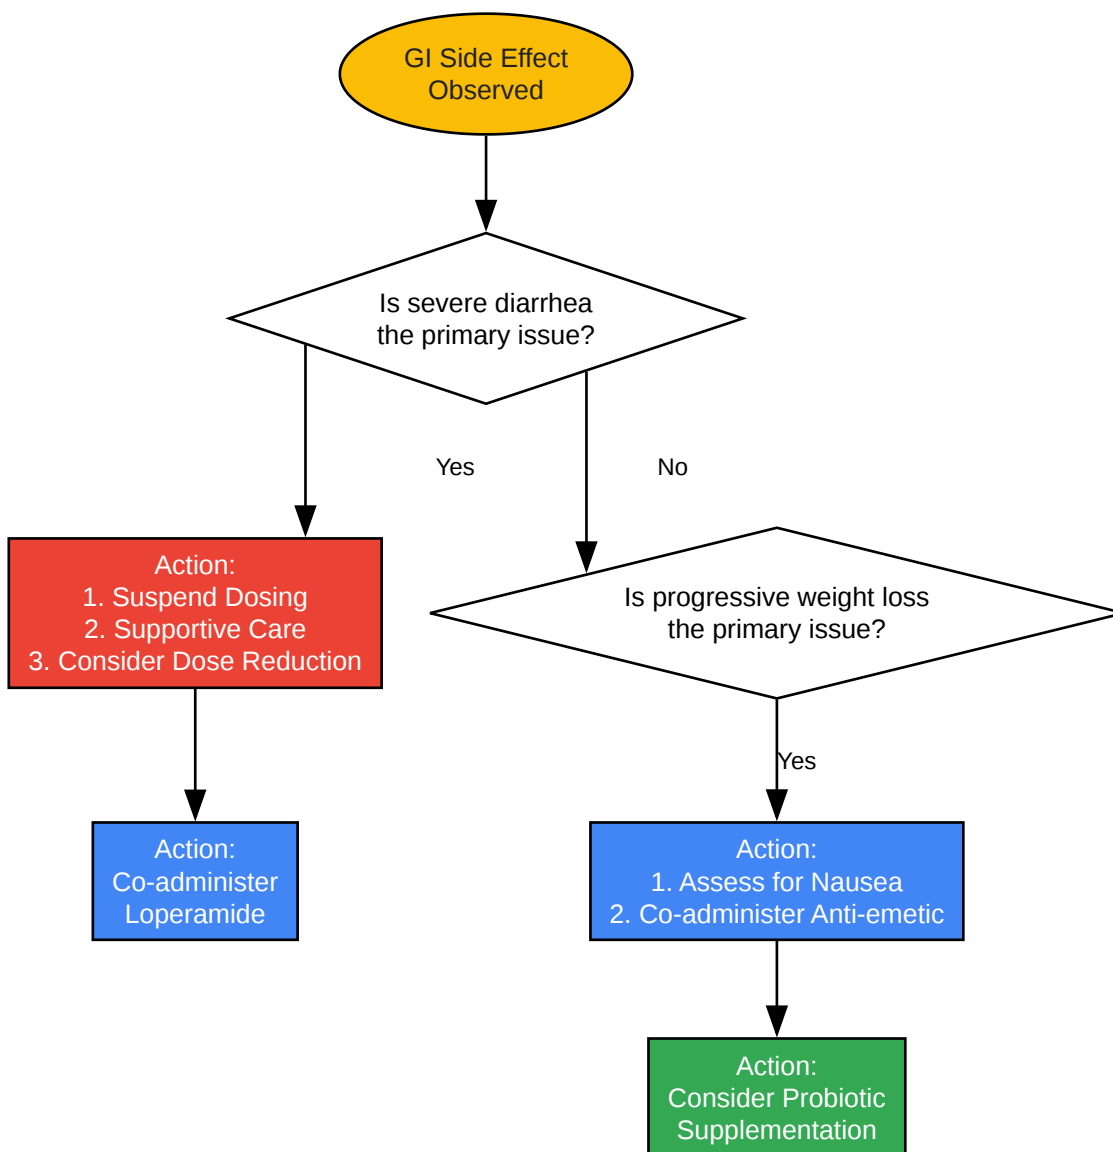 GI Side Effect
Observed
Is severe diarrhea
the primary issue?
Yes
No
Action:
1. Suspend Dosing
2. Supportive Care
3. Consider Dose Reduction
Is progressive weight loss
the primary issue?
Yes
Action:
Co-administer
Loperamide
Action:
1. Assess for Nausea
2. Co-administer Anti-emetic
Action:
Consider Probiotic
Supplementation